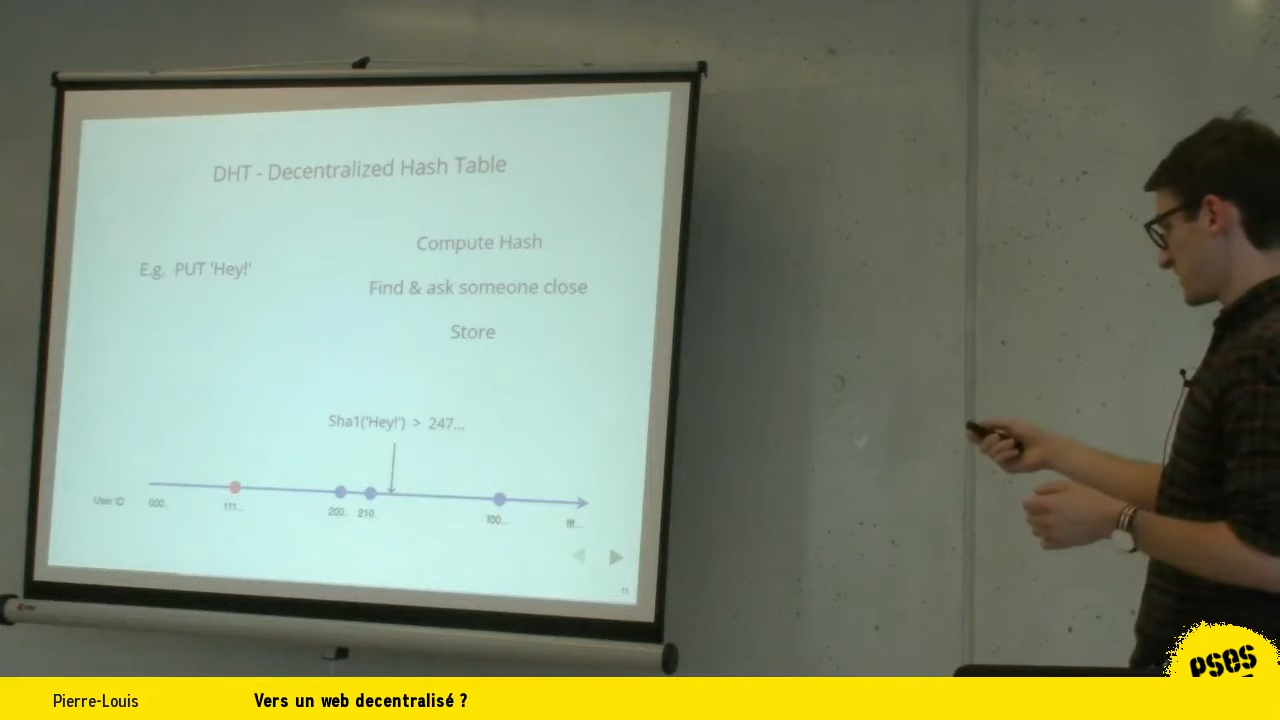 DHT - Decentralized Hash Table
Compute Hash
E.g. PUT 'Hey!'
Find & ask someone close
Store
Sha1('Hey!') > 247...
User ID 000.. 111... 200.. 210.. f00... fff...
11
PSES
Pierre-Louis Vers un web decentralisé ?